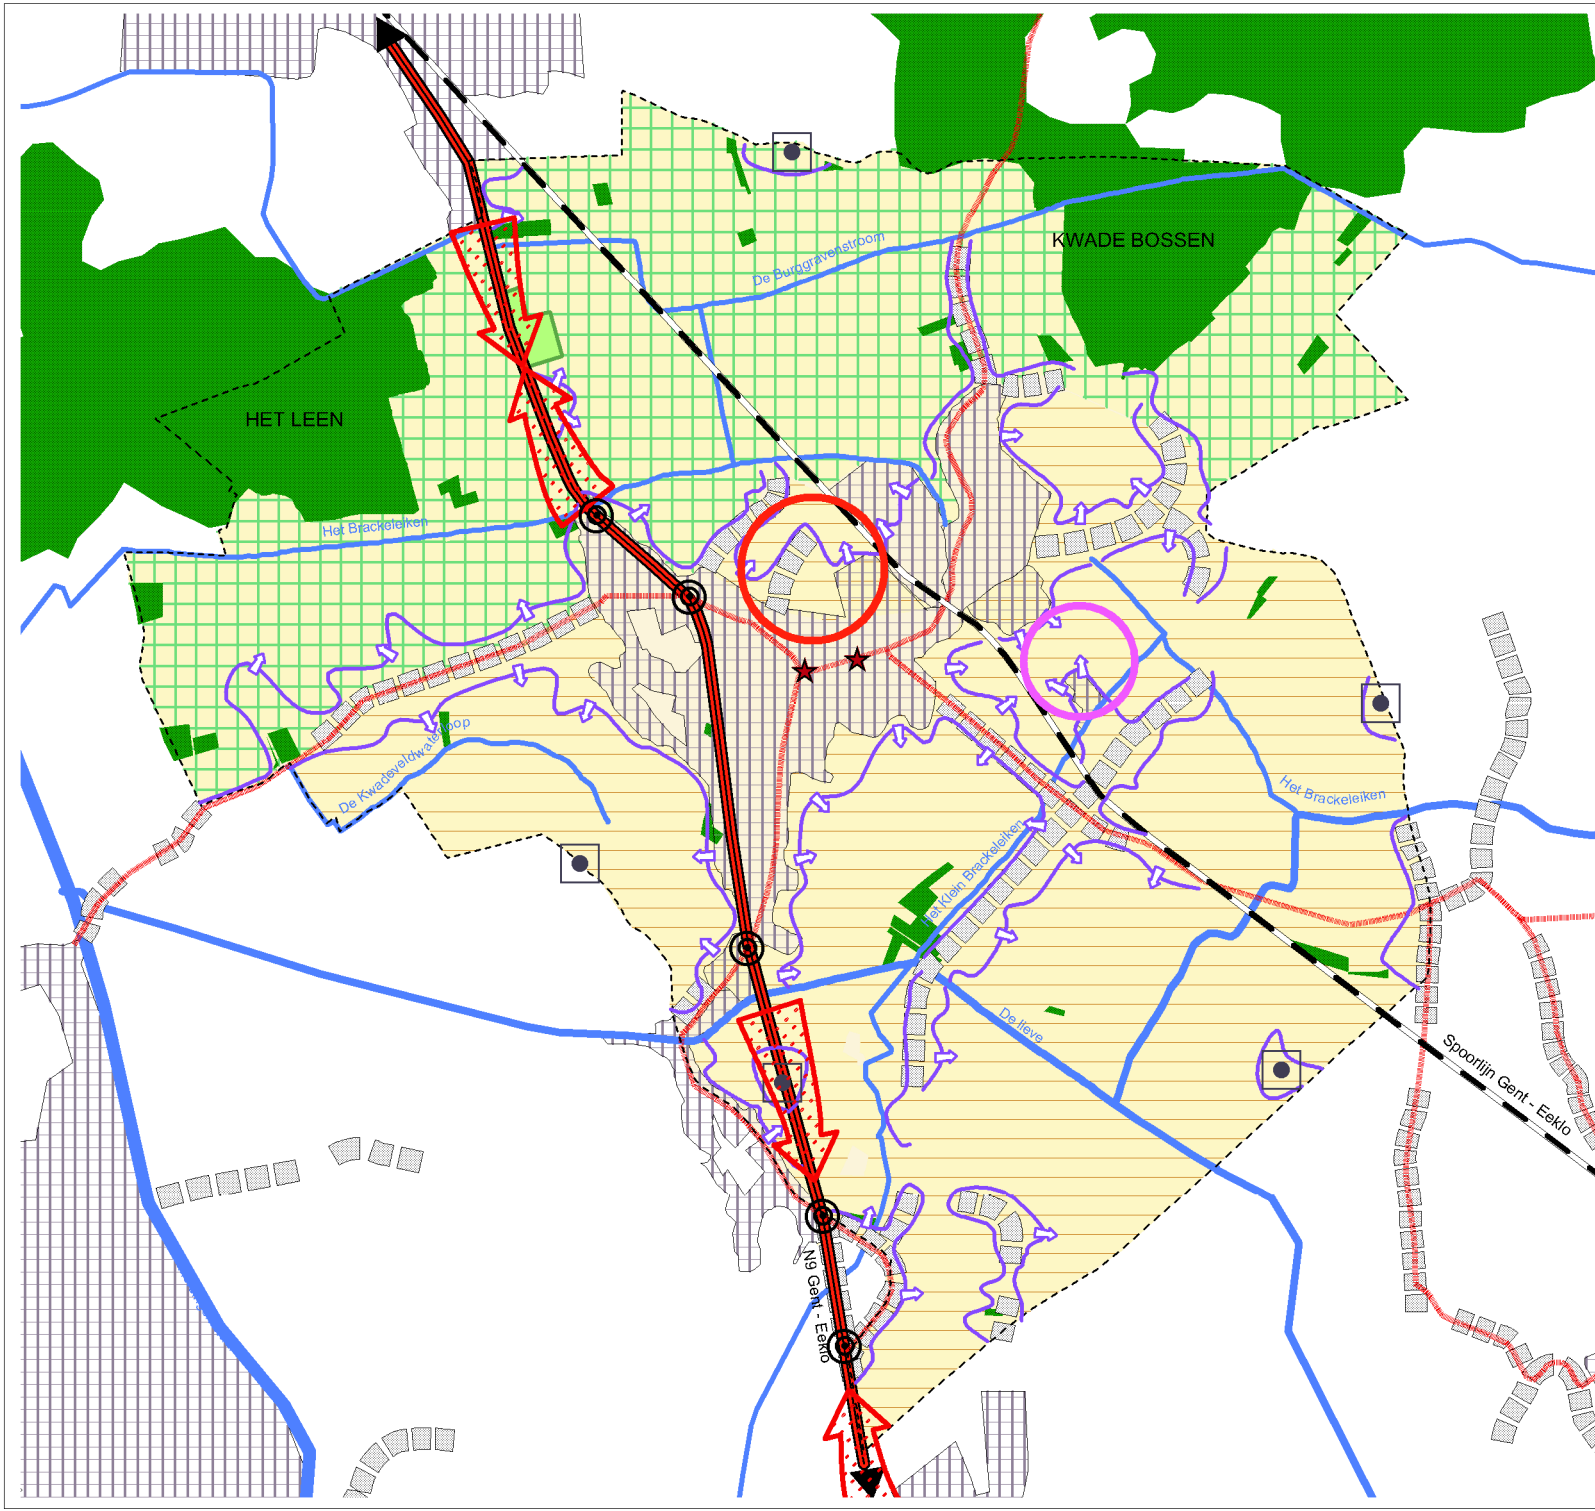 KWADE BOSSEN
De Burggravenstroom
HET LEEN
Het Brackeleiken
De Kwadeveldwaterloop
Het Brackeleiken
Het Klein Brackeleiken
De lieve
Spoorlijn Gent - Eeklo
N9 Gent - Eeklo